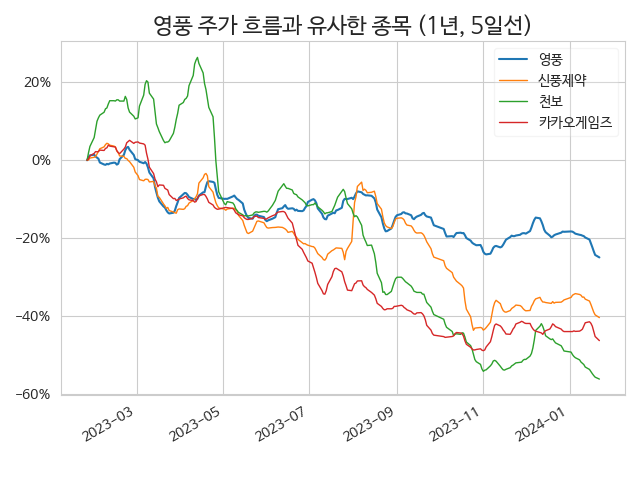 영풍 주가 흐름과 유사한 종목 (1년, 5일선)
영풍
신풍제약
천보
카카오게임즈
20%
0%
−20%
−40%
−60%
2023-03
2023-05
2023-07
2023-09
2023-11
2024-01